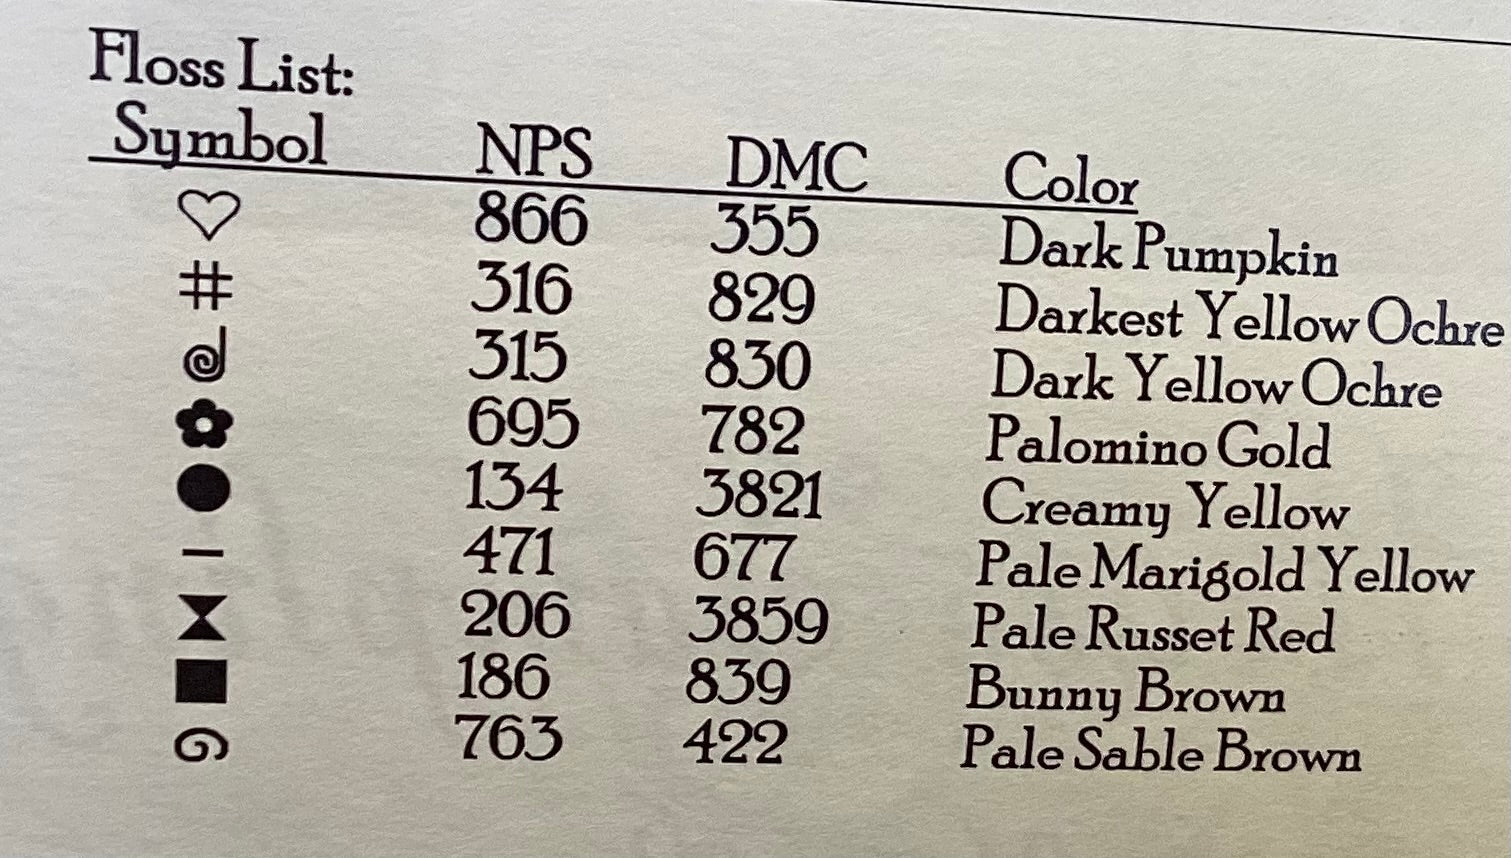 Floss List:
Symbol NPS DMC Color
♡ 866 355 Dark Pumpkin
# 316 829 Darkest Yellow Ochre
315 830 Dark Yellow Ochre
695 782 Palomino Gold
● 134 3821 Creamy Yellow
— 471 677 Pale Marigold Yellow
⧗ 206 3859 Pale Russet Red
■ 186 839 Bunny Brown
763 422 Pale Sable Brown